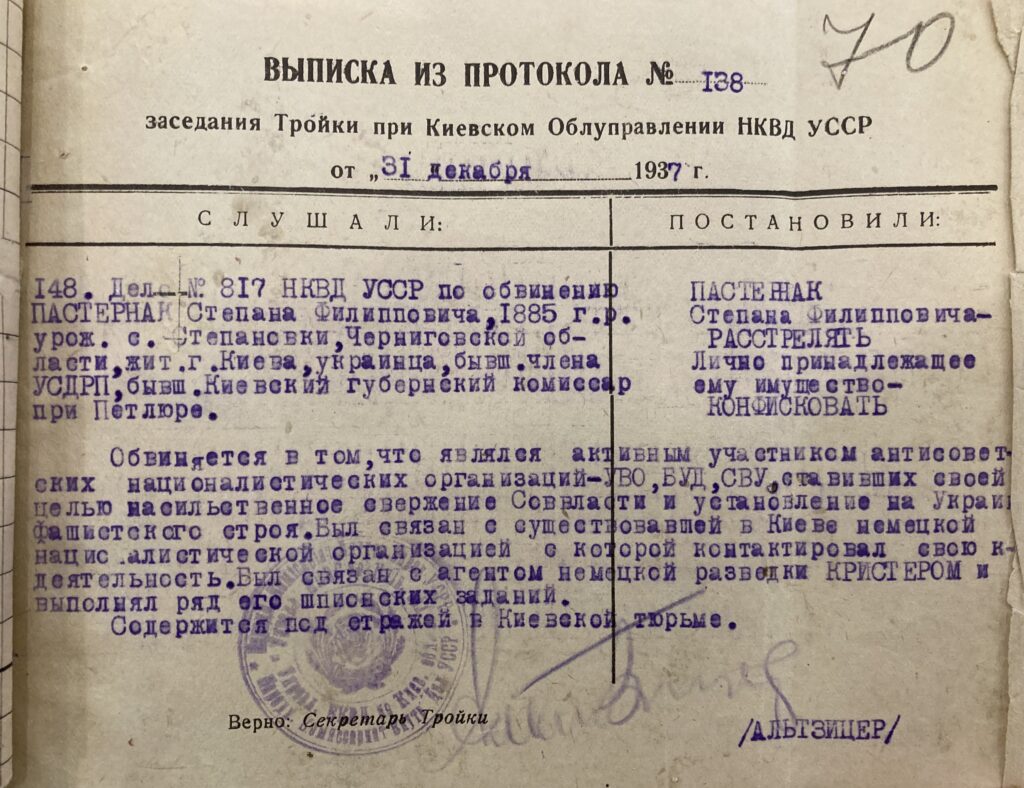 70
ВЫПИСКА ИЗ ПРОТОКОЛА № 138
заседания Тройки при Киевском Облуправлении НКВД УССР
от „31 декабря 1937 г.
СЛУШАЛИ:
148. Дело № 817 НКВД УССР по обвинению
ПАСТЕРНАК Степана Филипповича,1885 г.р.
урож. с. Степановки,Черниговской об-
ласти,жит.г.Киева,украинца,бывш.члена
УСДРП,бывш.Киевский губернский комиссар
при Петлюре.
ПОСТАНОВИЛИ:
ПАСТЕРНАК
Степана Филипповича-
РАССТРЕЛЯТЬ
Лично принадлежащее
ему имущество-
КОНФИСКОВАТЬ
Обвиняется в том,что являлся активным участником антисовет-
ских националистических организаций-УВО,БУД,СВУ,ставивших своей
целью насильственное свержение Соввласти и установление на Украи
фашистского строя.Был связан с существовавшей в Киеве немецкой
нацис.алистической организацией с которой контактировал свою к-
деятельность.Был связан с агентом немецкой разведки КРИСТЕРОМ и
выполнял ряд его шпионских заданий.
Содержится под стражей в Киевской тюрьме.
Верно: Секретарь Тройки
/АЛЬТЗИЦЕР/